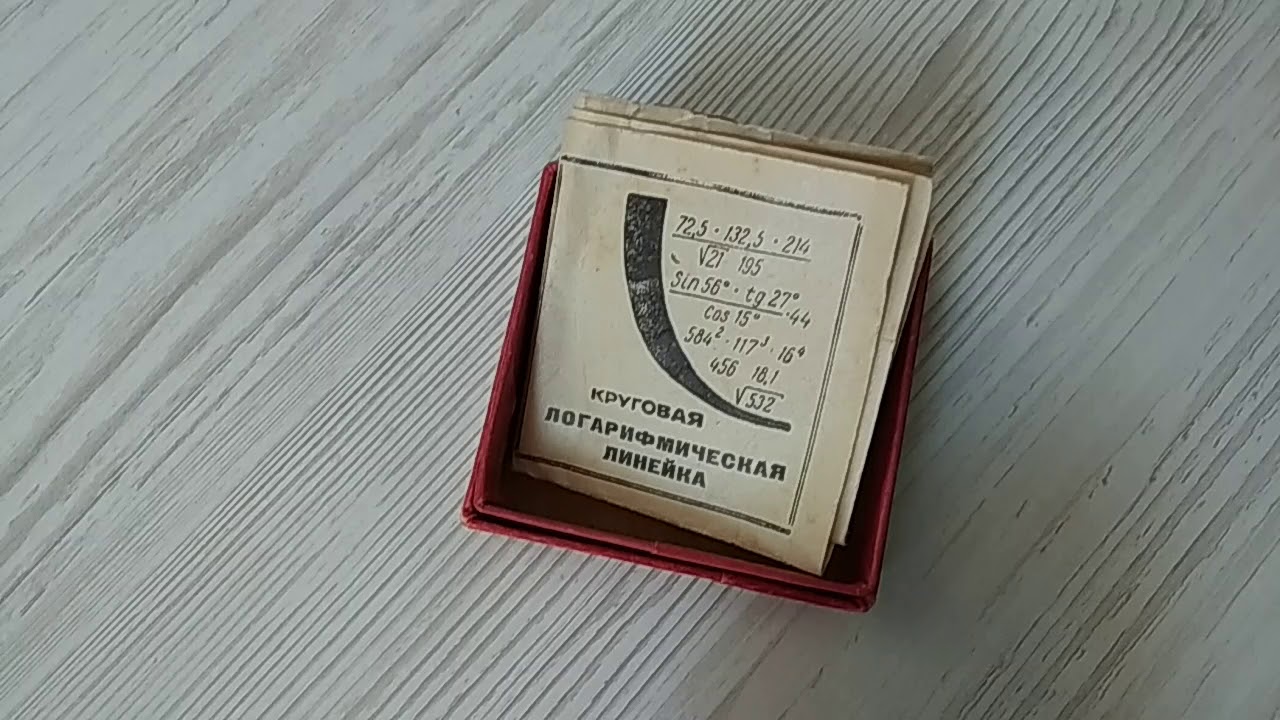 72,5 · 132,5 · 214
√21 195
Sin 56° · tg 27°
cos 15° ·44
584² · 117³ · 16⁴
456 18,1
√532
КРУГОВАЯ
ЛОГАРИФМИЧЕСКАЯ
ЛИНЕЙКА